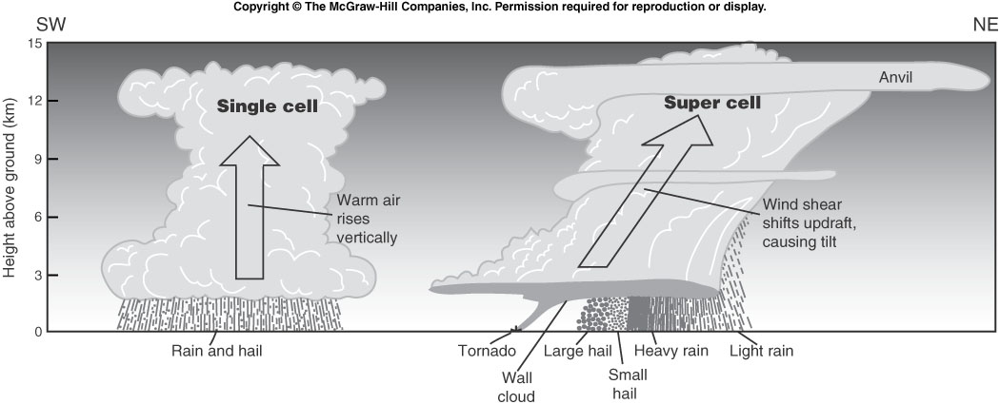 Copyright © The McGraw-Hill Companies, Inc. Permission required for reproduction or display.
SW
NE
Height above ground (km)
15
12
9
6
3
0
Single cell
Warm air
rises
vertically
Rain and hail
Anvil
Super cell
Wind shear
shifts updraft,
causing tilt
Tornado
Wall
cloud
Large hail
Small
hail
Heavy rain
Light rain